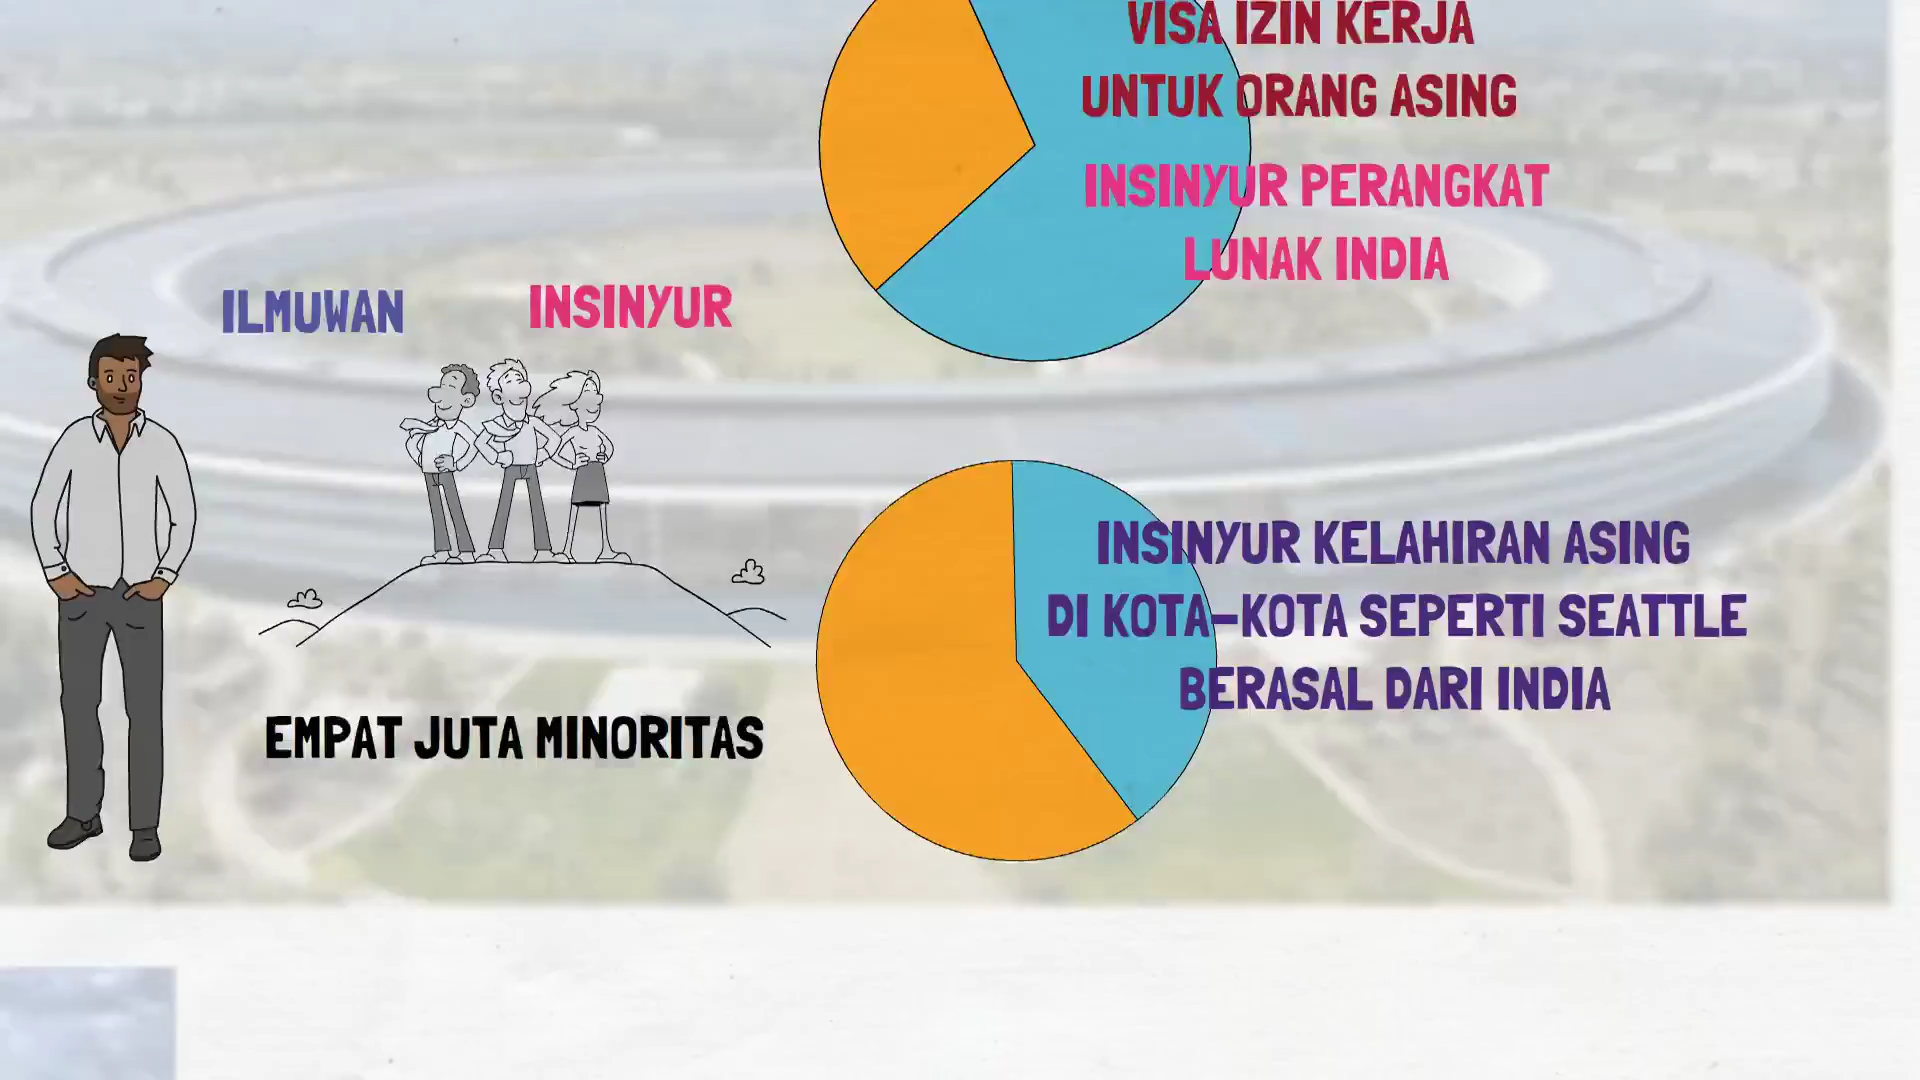 VISA IZIN KERJA
UNTUK ORANG ASING
INSINYUR PERANGKAT
LUNAK INDIA
ILMUWAN
INSINYUR
INSINYUR KELAHIRAN ASING
DI KOTA-KOTA SEPERTI SEATTLE
BERASAL DARI INDIA
EMPAT JUTA MINORITAS